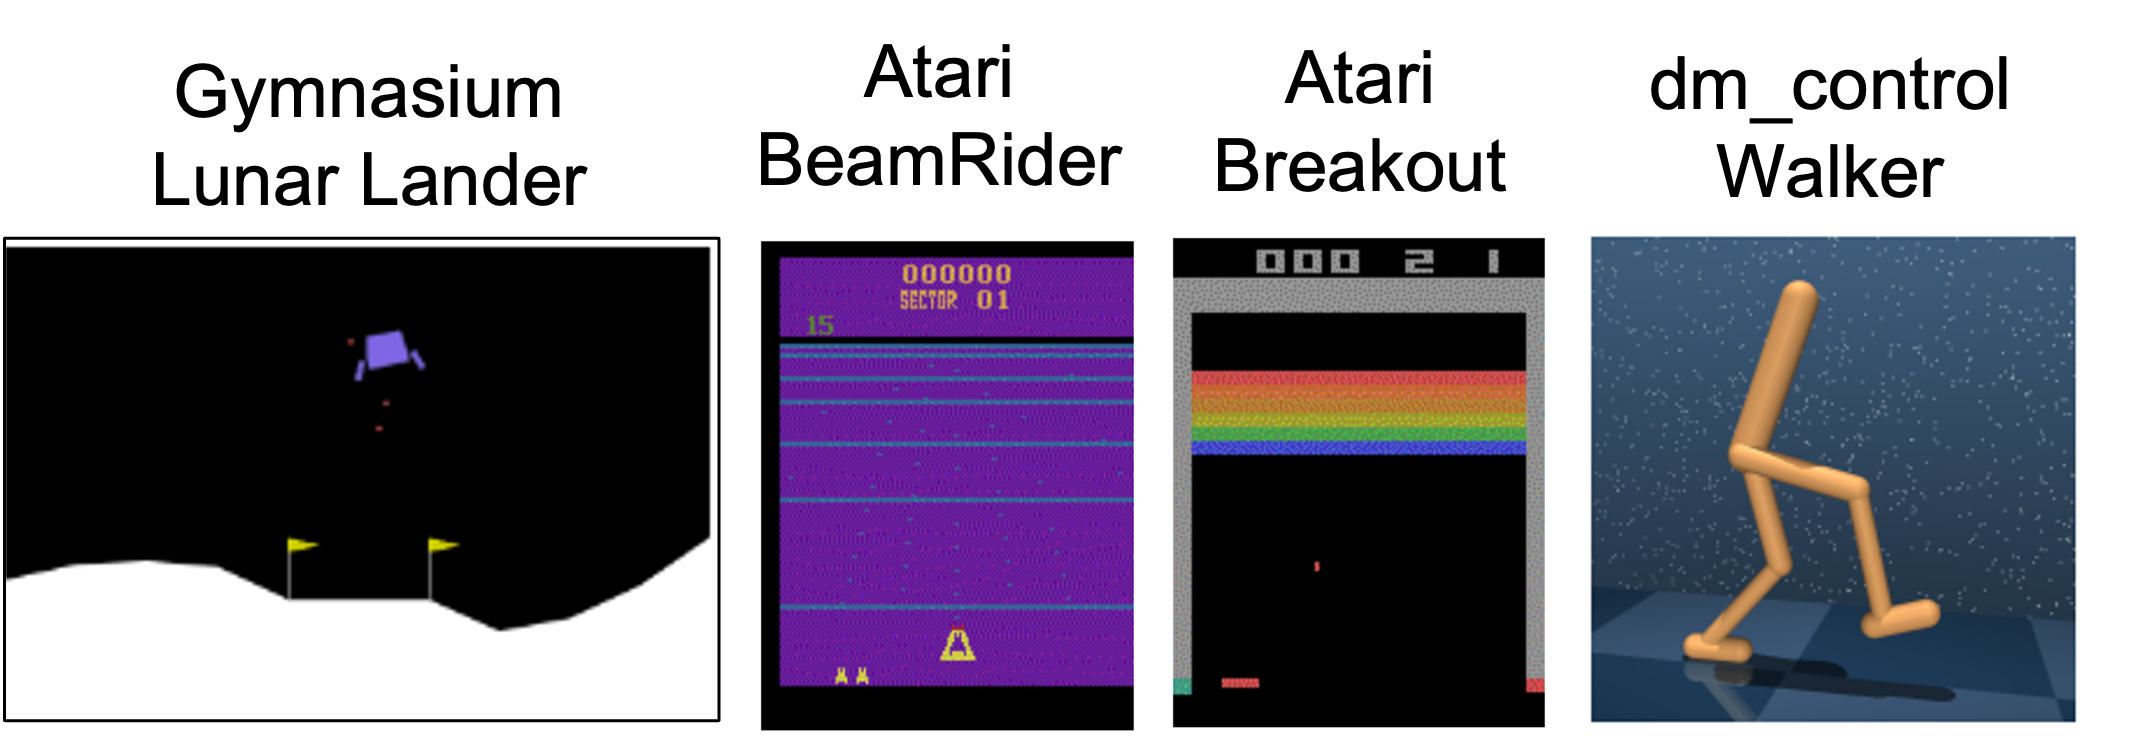 Gymnasium
Lunar Lander
Atari
BeamRider
Atari
Breakout
dm_control
Walker
000000
SECTOR 01
15
000 2 1